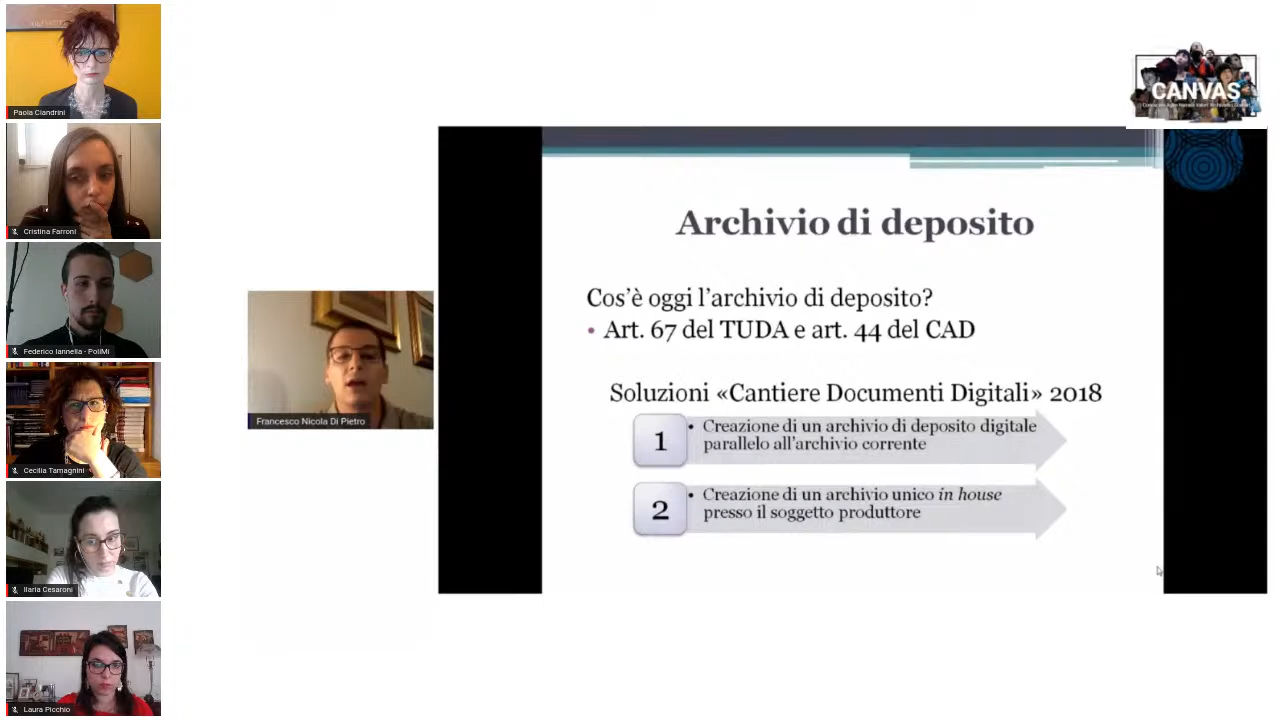 Paola Ciandrini
Cristina Farroni
Federico Iannella - PoliMi
Cecilia Tamagnini
Ilaria Cesaroni
Laura Picchio
Francesco Nicola Di Pietro
CANVAS
Archivio di deposito
Cos'è oggi l'archivio di deposito?
• Art. 67 del TUDA e art. 44 del CAD
Soluzioni «Cantiere Documenti Digitali» 2018
1
• Creazione di un archivio di deposito digitale
parallelo all'archivio corrente
2
• Creazione di un archivio unico in house
presso il soggetto produttore